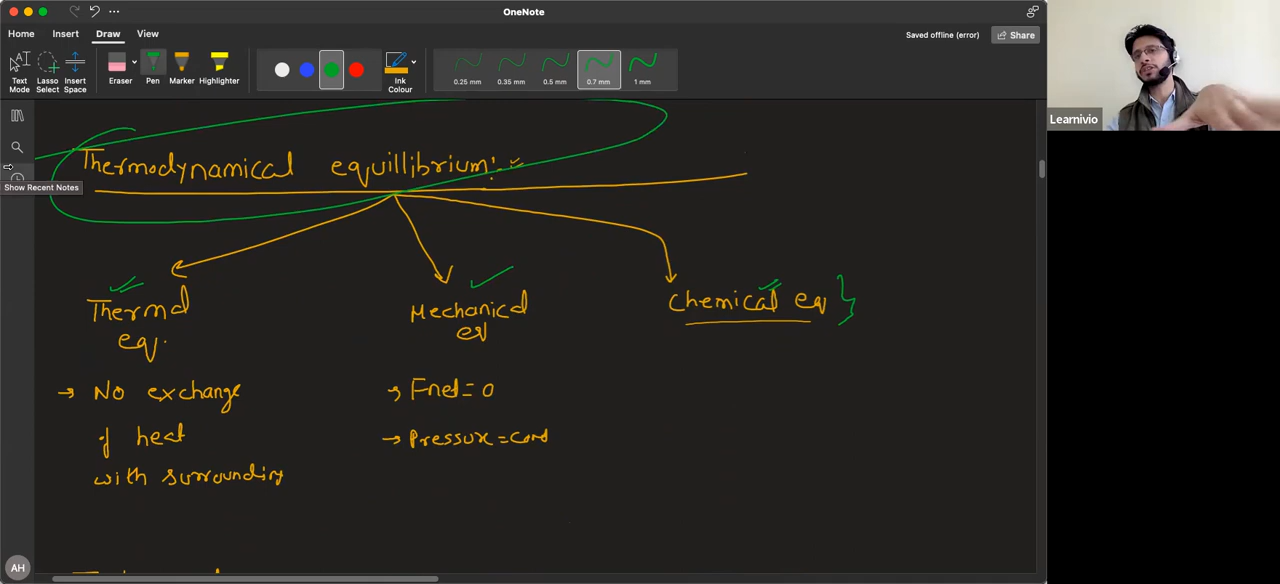 OneNote
Home Insert Draw View
Saved offline (error) Share
Text Mode Lasso Select Insert Space Eraser Pen Marker Highlighter Ink Colour 0.25 mm 0.35 mm 0.5 mm 0.7 mm 1 mm
Learnivio
Thermodynamical equillibrium:-
Show Recent Notes
Thermal
eq.
Mechanical
eq
Chemical eq
→ No exchange
of heat
with surrounding
→ Fnet = 0
→ Pressure = const
AH